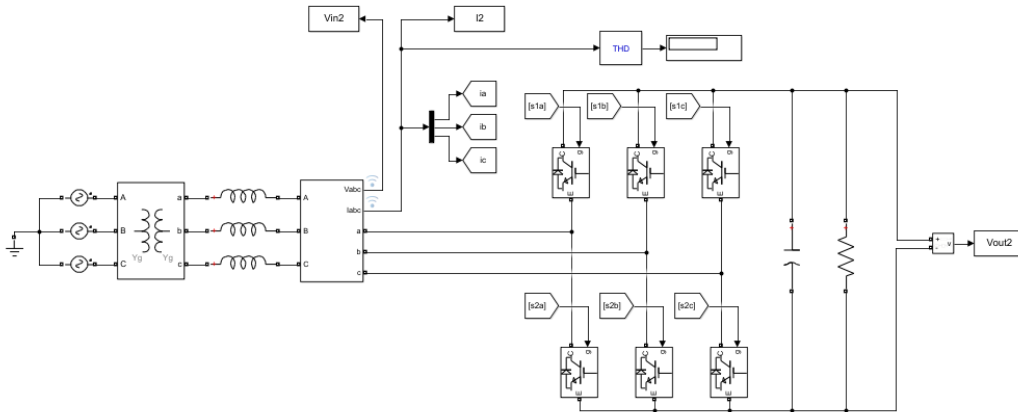 Vin2
I2
THD
ia
ib
ic
[s1a]
[s1b]
[s1c]
C
g
E
C
g
E
C
g
E
A
B
C
Yg
Yg
a
b
c
A
B
C
Vabc
Iabc
a
b
c
+
-
v
Vout2
[s2a]
[s2b]
[s2c]
C
g
E
C
g
E
C
g
E